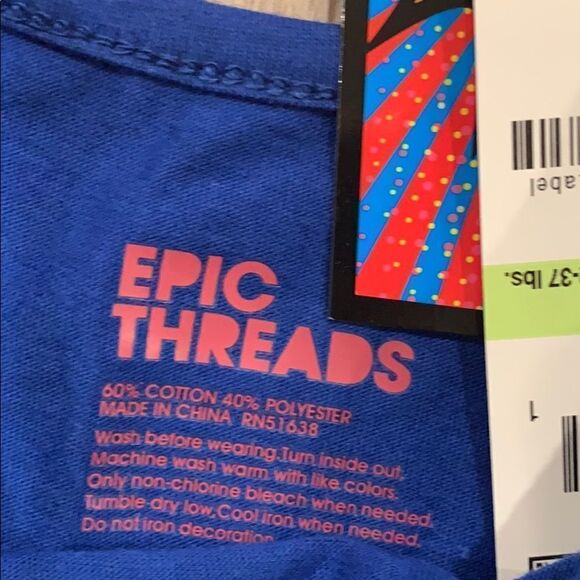 EPIC
THREADS
60% COTTON 40% POLYESTER
MADE IN CHINA RN51638
Wash before wearing.Turn inside out.
Machine wash warm with like colors.
Only non-chlorine bleach when needed.
Tumble dry low.Cool iron when needed.
Do not iron decoration
abel
-37 lbs.
1